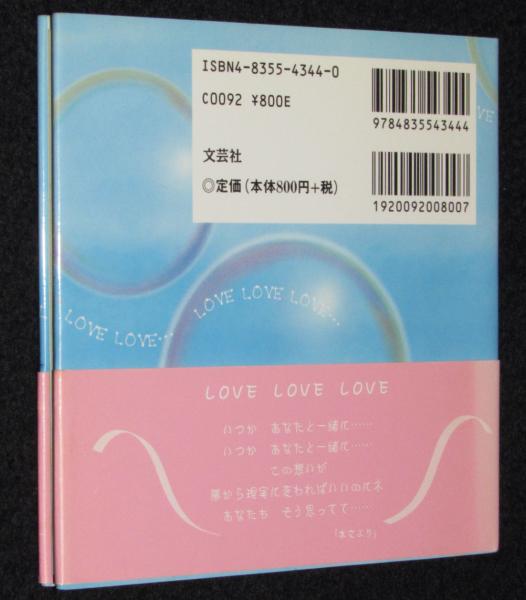 ISBN4-8355-4344-0
C0092 ¥800E
9784835543444
文芸社
◎定価(本体800円+税)
1920092008007
VE
LOVE LOVE LOVE…
LOVE LOVE…
LOVE LOVE LOVE
いつか あなたと一緒に……
いつか あなたと一緒に……
この想いが
夢から現実に変わればいいのにネ
あなたも そう思ってて……
「本文より」